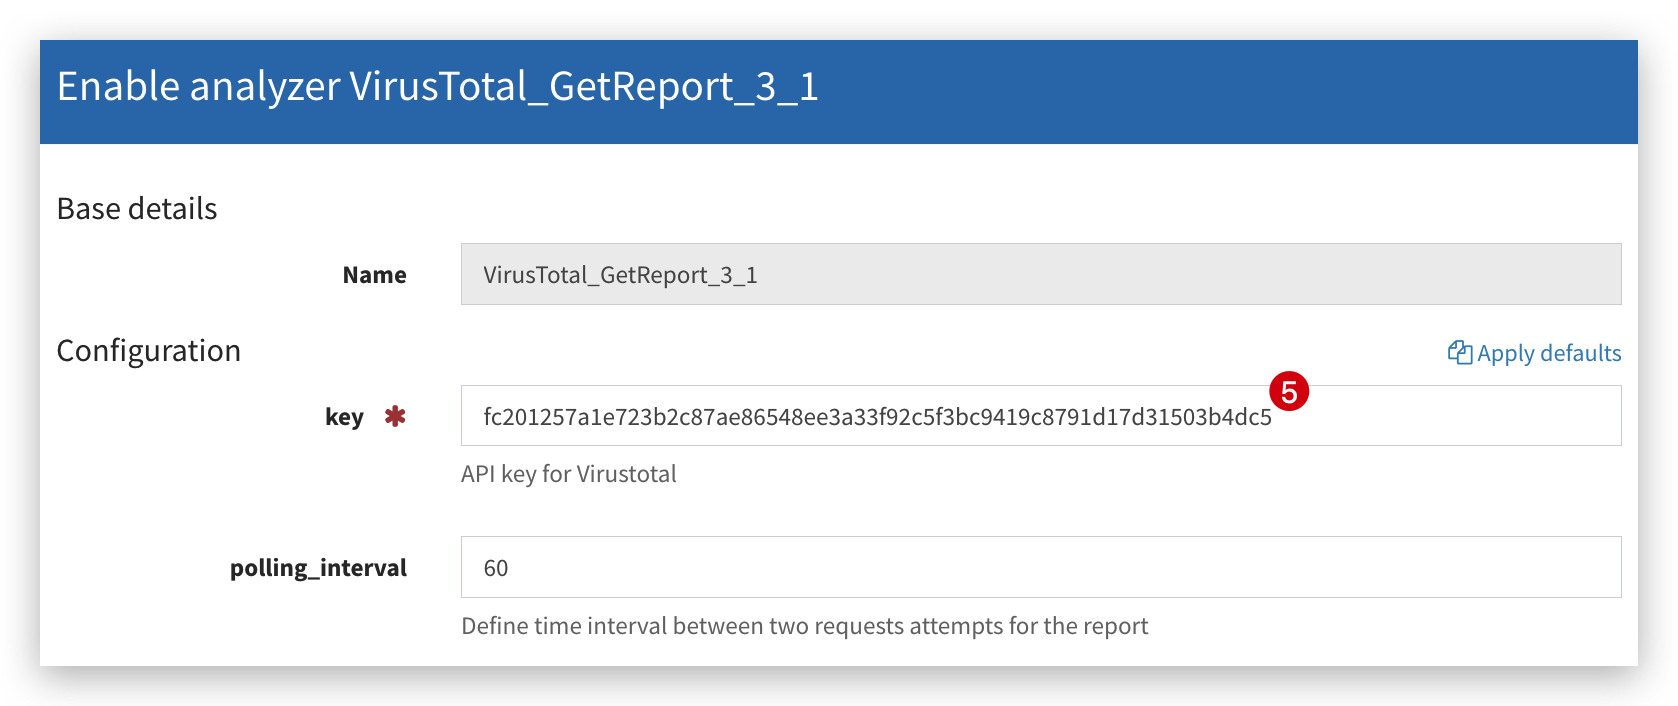 Enable analyzer VirusTotal_GetReport_3_1
Base details
Name
VirusTotal_GetReport_3_1
Configuration
Apply defaults
key *
fc201257a1e723b2c87ae86548ee3a33f92c5f3bc9419c8791d17d31503b4dc5
5
API key for Virustotal
polling_interval
60
Define time interval between two requests attempts for the report